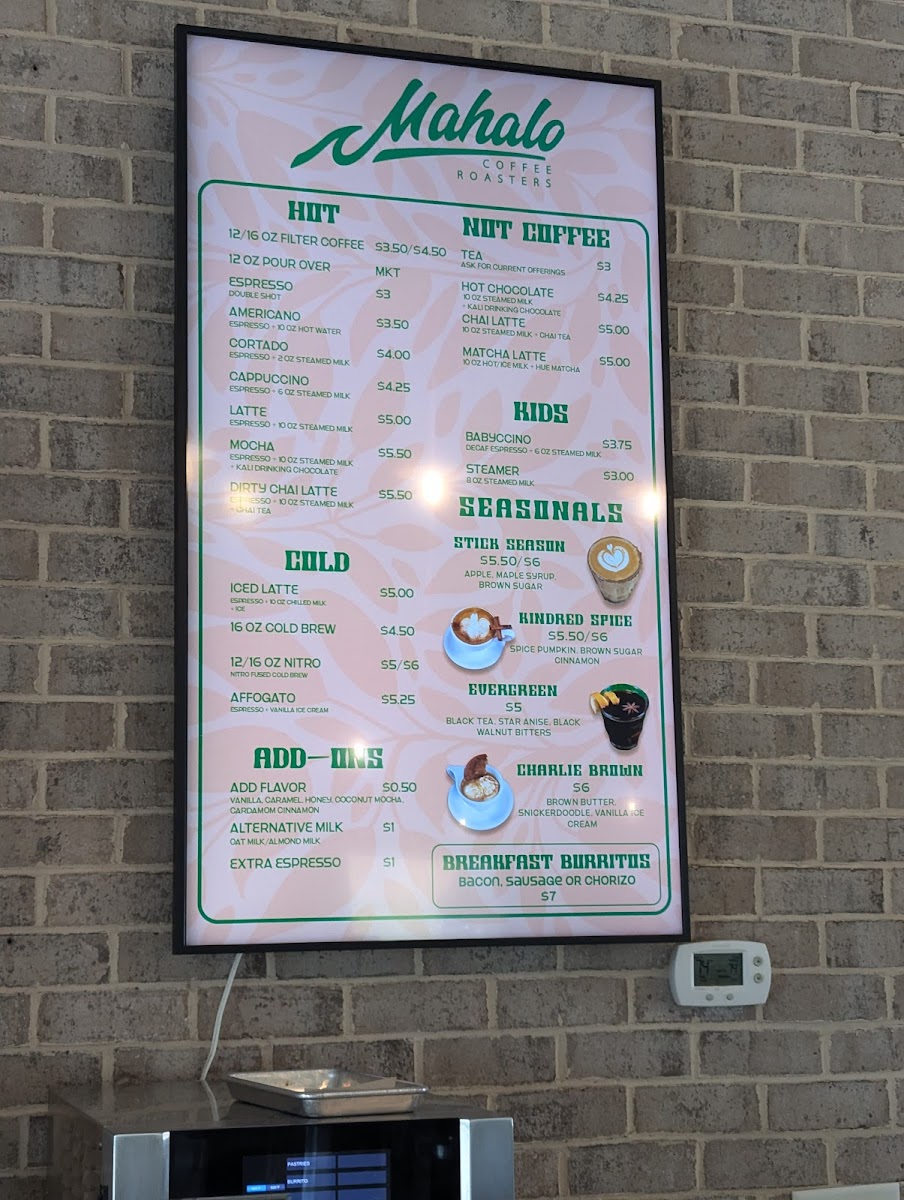 Mahalo
COFFEE
ROASTERS
HOT
12/16 OZ FILTER COFFEE $3.50/$4.50
12 OZ POUR OVER MKT
ESPRESSO $3
DOUBLE SHOT
AMERICANO $3.50
ESPRESSO + 10 OZ HOT WATER
CORTADO $4.00
ESPRESSO + 2 OZ STEAMED MILK
CAPPUCCINO $4.25
ESPRESSO + 6 OZ STEAMED MILK
LATTE $5.00
ESPRESSO + 10 OZ STEAMED MILK
MOCHA $5.50
ESPRESSO + 10 OZ STEAMED MILK
+ KALI DRINKING CHOCOLATE
DIRTY CHAI LATTE $5.50
ESPRESSO + 10 OZ STEAMED MILK
+ CHAI TEA
COLD
ICED LATTE $5.00
ESPRESSO + 10 OZ CHILLED MILK
+ ICE
16 OZ COLD BREW $4.50
12/16 OZ NITRO $5/$6
NITRO FUSED COLD BREW
AFFOGATO $5.25
ESPRESSO + VANILLA ICE CREAM
ADD-ONS
ADD FLAVOR $0.50
VANILLA, CARAMEL, HONEY, COCONUT MOCHA,
CARDAMOM CINNAMON
ALTERNATIVE MILK $1
OAT MILK/ALMOND MILK
EXTRA ESPRESSO $1
NOT COFFEE
TEA $3
ASK FOR CURRENT OFFERINGS
HOT CHOCOLATE $4.25
10 OZ STEAMED MILK
+ KALI DRINKING CHOCOLATE
CHAI LATTE $5.00
10 OZ STEAMED MILK + CHAI TEA
MATCHA LATTE $5.00
10 OZ HOT/ICE MILK + HUE MATCHA
KIDS
BABYCCINO $3.75
DECAF ESPRESSO + 6 OZ STEAMED MILK
STEAMER $3.00
8 OZ STEAMED MILK
SEASONALS
STICK SEASON
$5.50/$6
APPLE, MAPLE SYRUP,
BROWN SUGAR
KINDRED SPICE
$5.50/$6
SPICE PUMPKIN, BROWN SUGAR
CINNAMON
EVERGREEN
$5
BLACK TEA, STAR ANISE, BLACK
WALNUT BITTERS
CHARLIE BROWN
$6
BROWN BUTTER,
SNICKERDOODLE, VANILLA ICE
CREAM
BREAKFAST BURRITOS
BACON, SAUSAGE OR CHORIZO
$7
74 74
PASTRIES
BURRITO